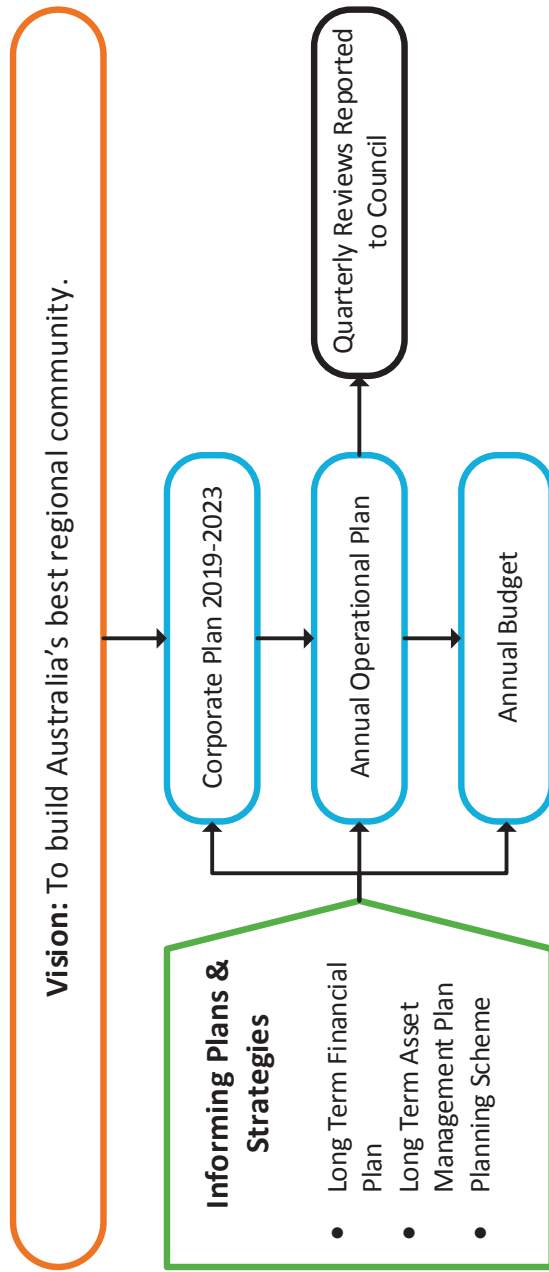 Vision: To build Australia's best regional community.
Informing Plans &
Strategies
• Long Term Financial
Plan
• Long Term Asset
Management Plan
• Planning Scheme
Corporate Plan 2019-2023
Annual Operational Plan
Annual Budget
Quarterly Reviews Reported
to Council